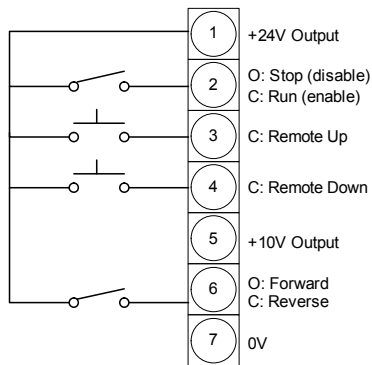 1 +24V Output
2 O: Stop (disable)
C: Run (enable)
3 C: Remote Up
4 C: Remote Down
5 +10V Output
6 O: Forward
C: Reverse
7 0V